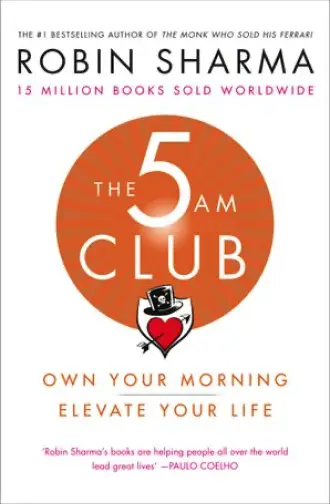 THE #1 BESTSELLING AUTHOR OF THE MONK WHO SOLD HIS FERRARI
ROBIN SHARMA
15 MILLION BOOKS SOLD WORLDWIDE
THE 5 AM
CLUB
OWN YOUR MORNING
ELEVATE YOUR LIFE
'Robin Sharma's books are helping people all over the world
lead great lives' —PAULO COELHO